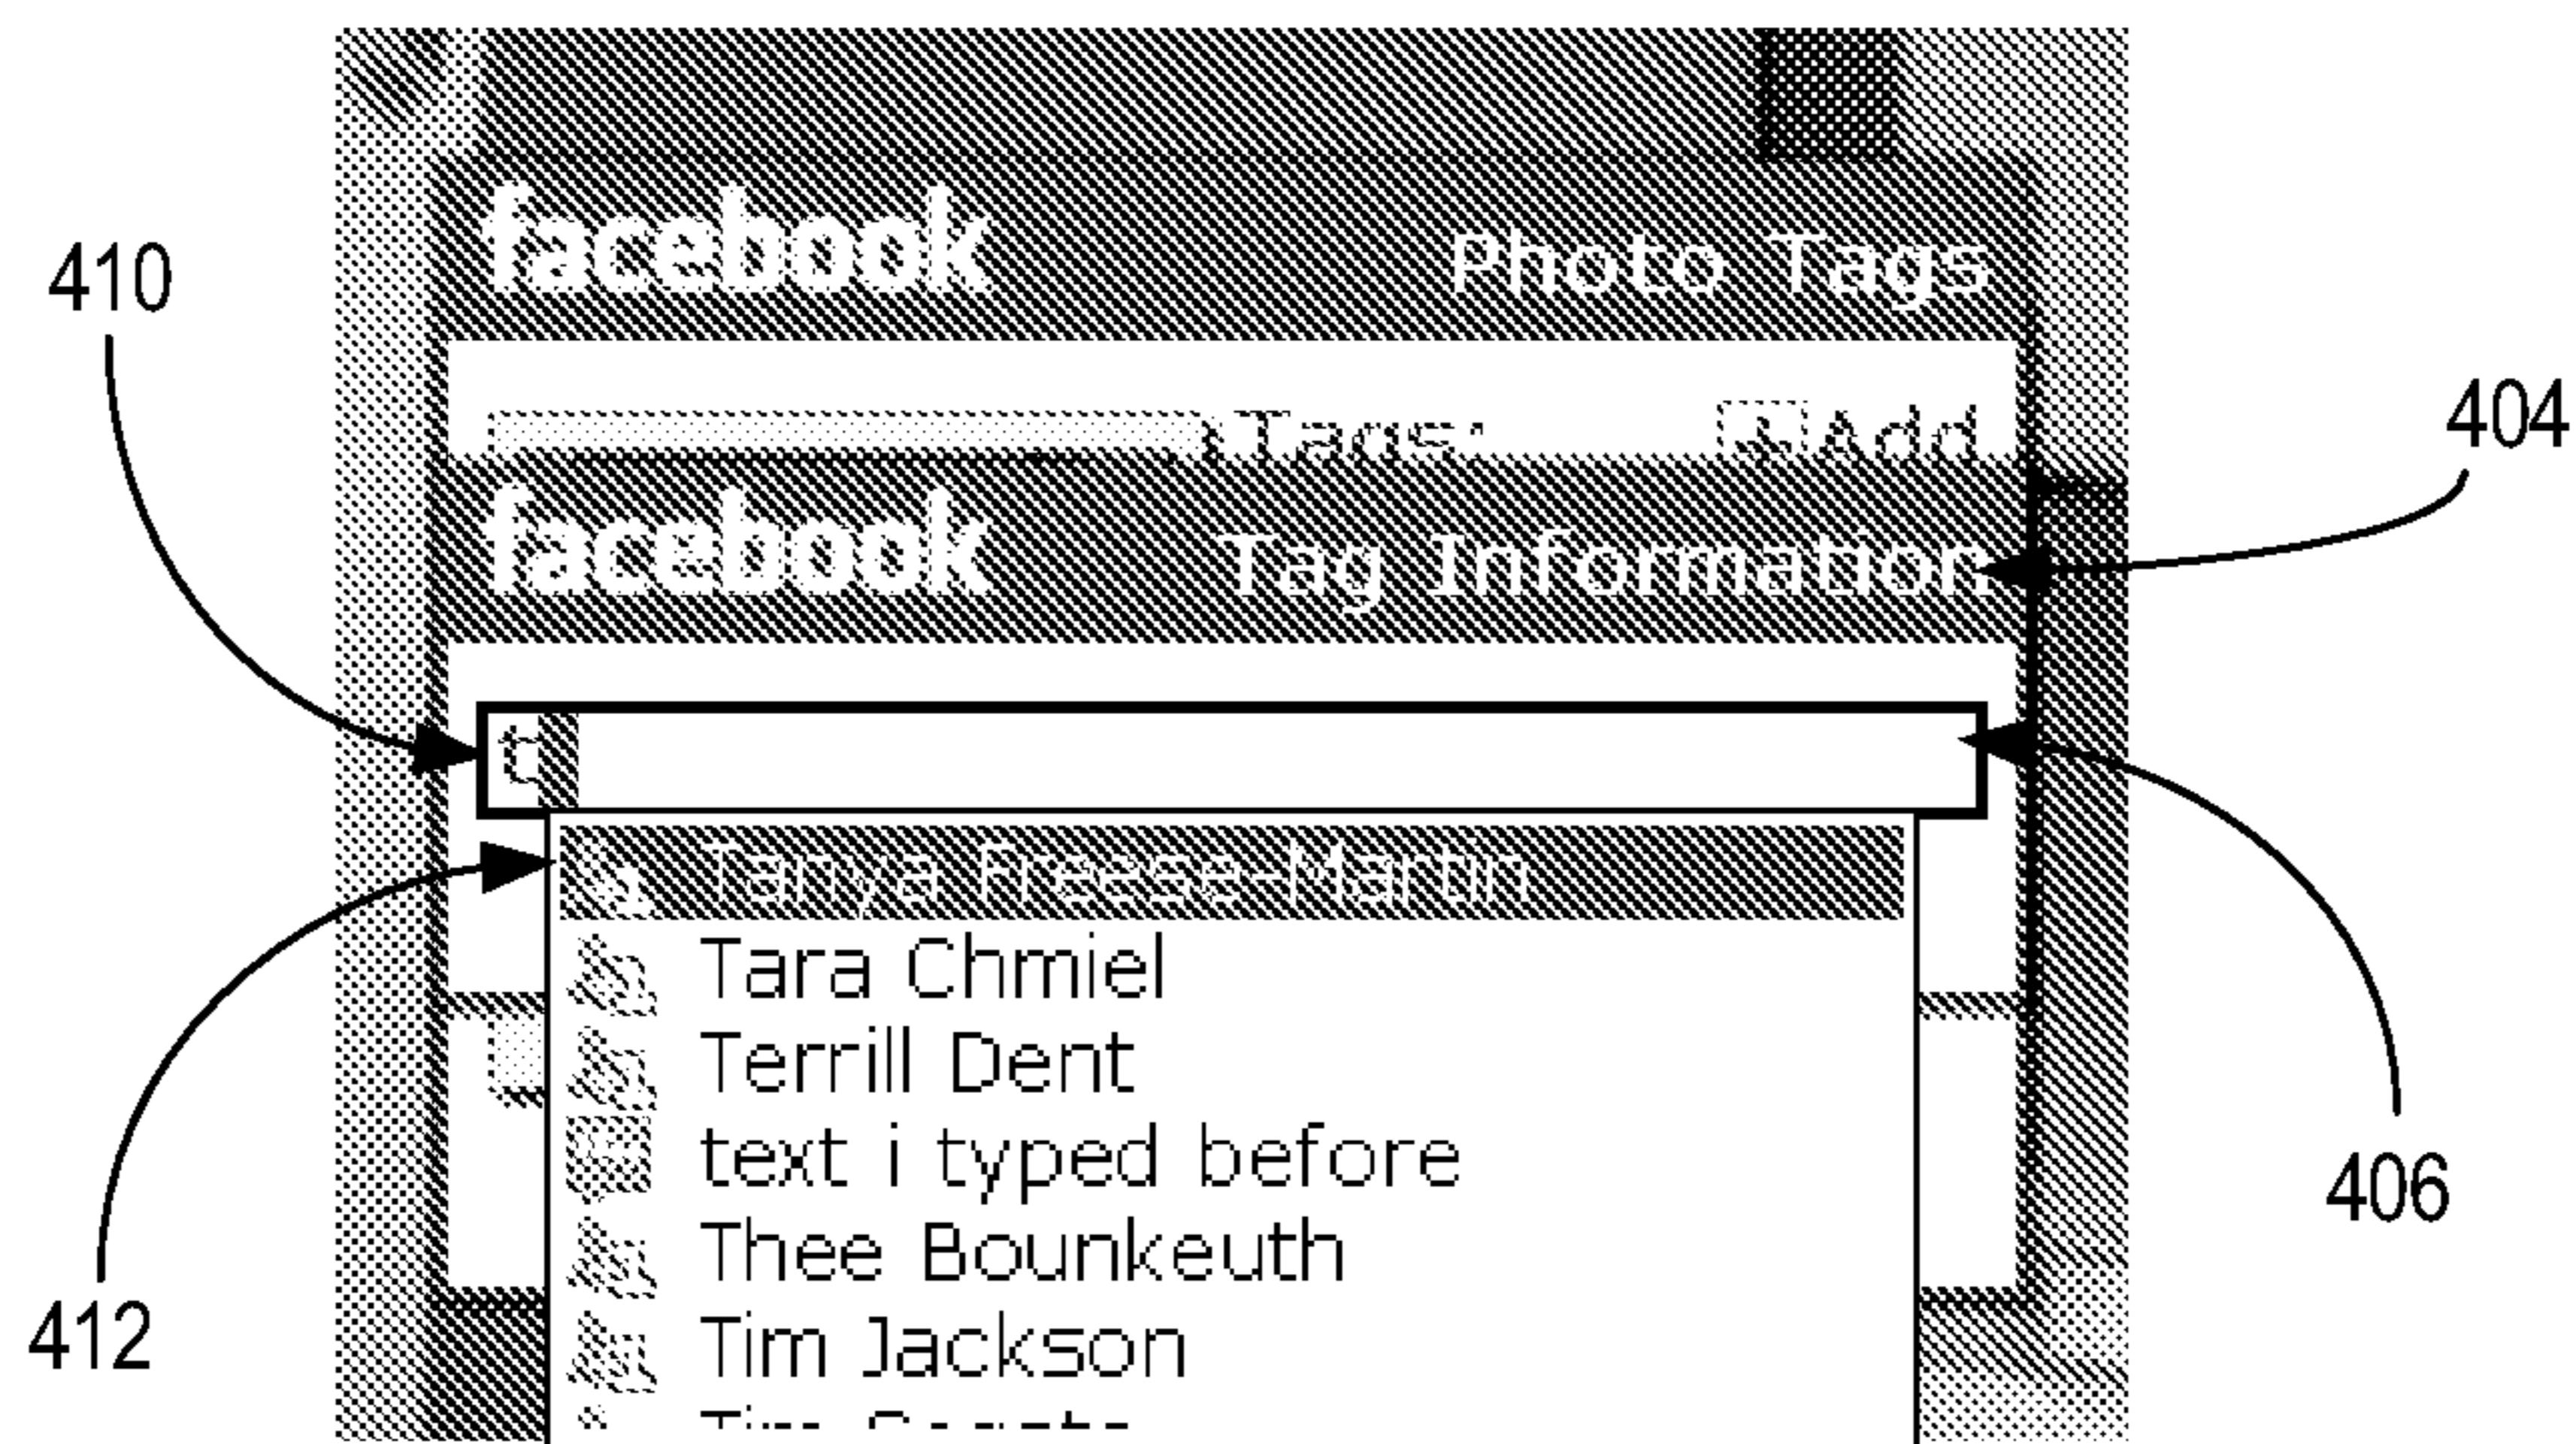 facebook Photo Tags
410
Tags: Add
404
facebook Tag Information
t
Tanya Freese-Martin
Tara Chmiel
Terrill Dent
text i typed before
406
Thee Bounkeuth
412
Tim Jackson